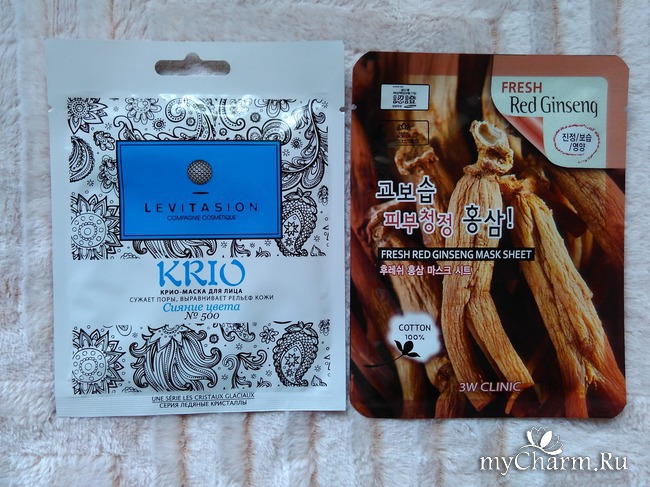 LEVITASION
COMPAGNIE COSMÉTIQUE
KRIO
КРИО-МАСКА ДЛЯ ЛИЦА
СУЖАЕТ ПОРЫ, ВЫРАВНИВАЕТ РЕЛЬЕФ КОЖИ
Сияние цвета
№ 500
UNE SÉRIE LES CRISTAUX GLACIAUX
СЕРИЯ ЛЕДЯНЫЕ КРИСТАЛЛЫ
FRESH
Red Ginseng
진정/보습
/영양
고보습
피부청정 홍삼!
FRESH RED GINSENG MASK SHEET
후레쉬 홍삼 마스크 시트
COTTON
100%
3W CLINIC
myCharm.Ru